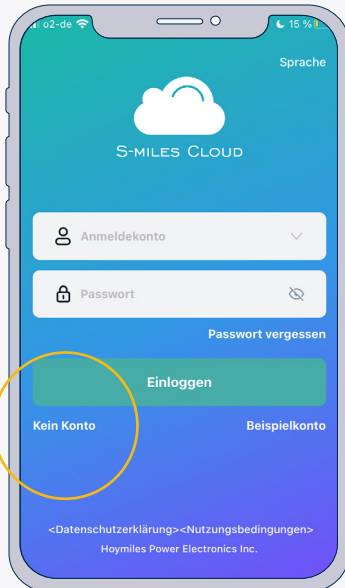 o2-de
15 %
Sprache
S-MILES CLOUD
Anmeldekonto
Passwort
Passwort vergessen
Einloggen
Kein Konto
Beispielkonto
<Datenschutzerklärung><Nutzungsbedingungen>
Hoymiles Power Electronics Inc.